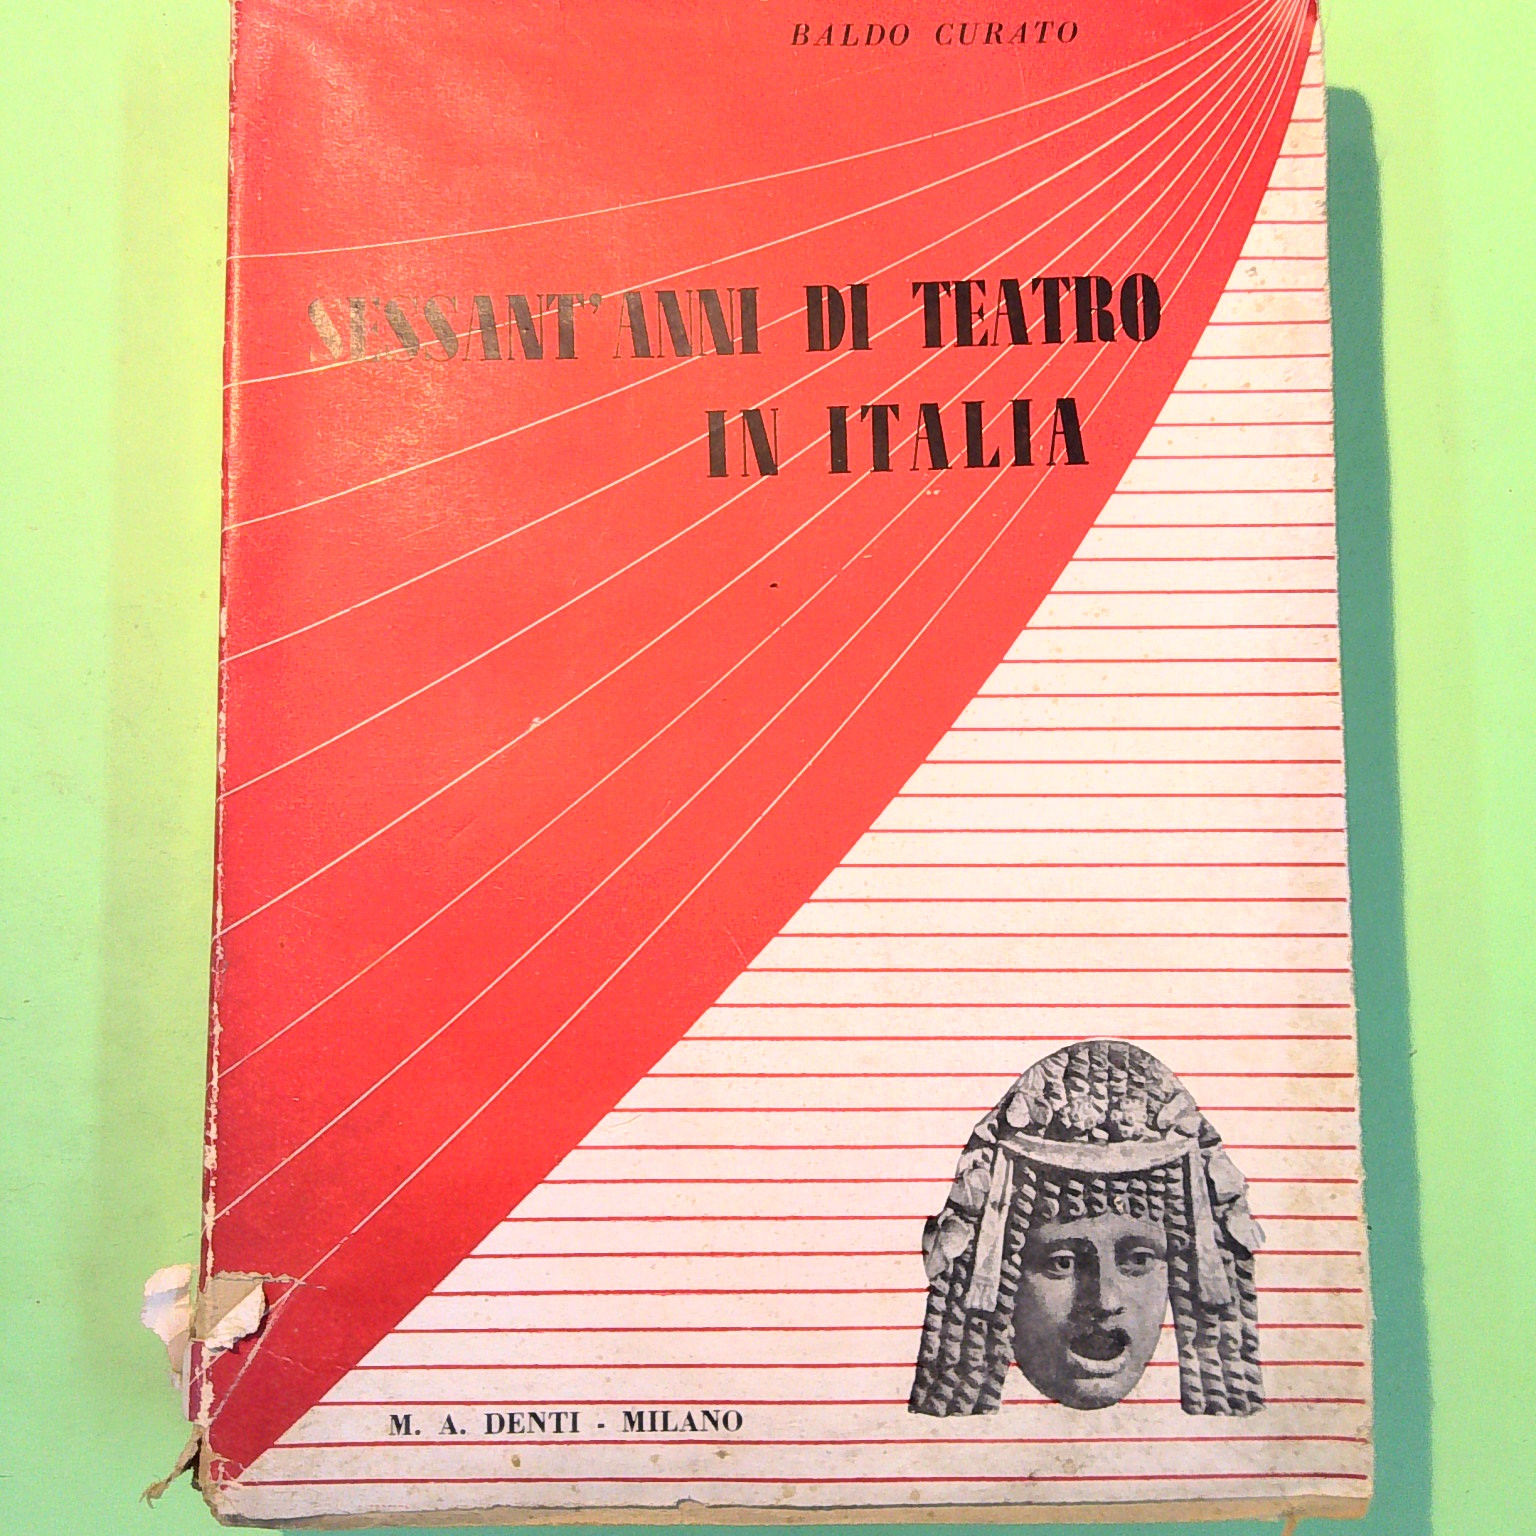 BALDO CURATO
SESSANT'ANNI DI TEATRO
IN ITALIA
M. A. DENTI - MILANO